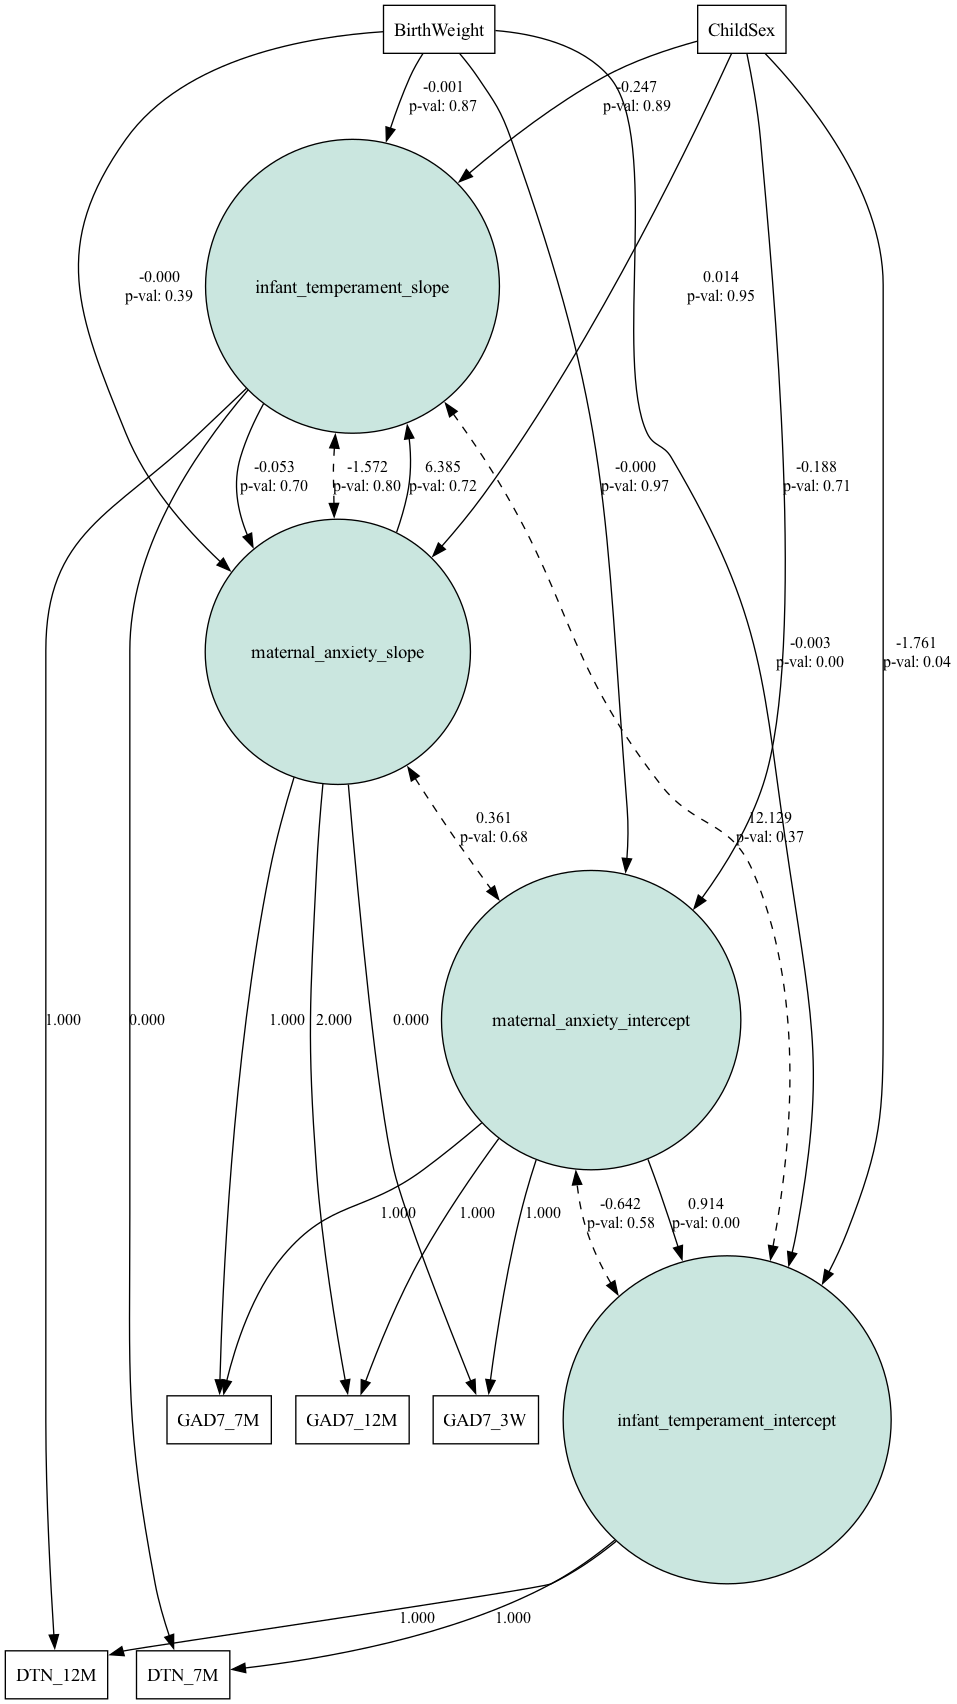 BirthWeight
ChildSex
-0.001
p-val: 0.87
-0.247
p-val: 0.89
infant_temperament_slope
-0.000
p-val: 0.39
0.014
p-val: 0.95
-0.053
p-val: 0.70
-1.572
p-val: 0.80
6.385
p-val: 0.72
-0.000
p-val: 0.97
-0.188
p-val: 0.71
maternal_anxiety_slope
-0.003
p-val: 0.00
-1.761
p-val: 0.04
0.361
p-val: 0.68
12.129
p-val: 0.37
1.000
0.000
1.000
2.000
0.000
maternal_anxiety_intercept
1.000
1.000
1.000
-0.642
p-val: 0.58
0.914
p-val: 0.00
GAD7_7M
GAD7_12M
GAD7_3W
infant_temperament_intercept
1.000
1.000
DTN_12M
DTN_7M